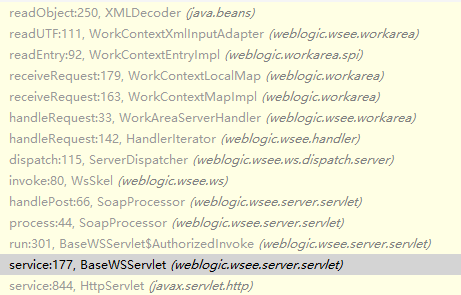 readObject:250, XMLDecoder (java.beans)
readUTF:111, WorkContextXmlInputAdapter (weblogic.wsee.workarea)
readEntry:92, WorkContextEntryImpl (weblogic.workarea.spi)
receiveRequest:179, WorkContextLocalMap (weblogic.workarea)
receiveRequest:163, WorkContextMapImpl (weblogic.workarea)
handleRequest:33, WorkAreaServerHandler (weblogic.wsee.workarea)
handleRequest:142, HandlerIterator (weblogic.wsee.handler)
dispatch:115, ServerDispatcher (weblogic.wsee.ws.dispatch.server)
invoke:80, WsSkel (weblogic.wsee.ws)
handlePost:66, SoapProcessor (weblogic.wsee.server.servlet)
process:44, SoapProcessor (weblogic.wsee.server.servlet)
run:301, BaseWSServlet$AuthorizedInvoke (weblogic.wsee.server.servlet)
service:177, BaseWSServlet (weblogic.wsee.server.servlet)
service:844, HttpServlet (javax.servlet.http)